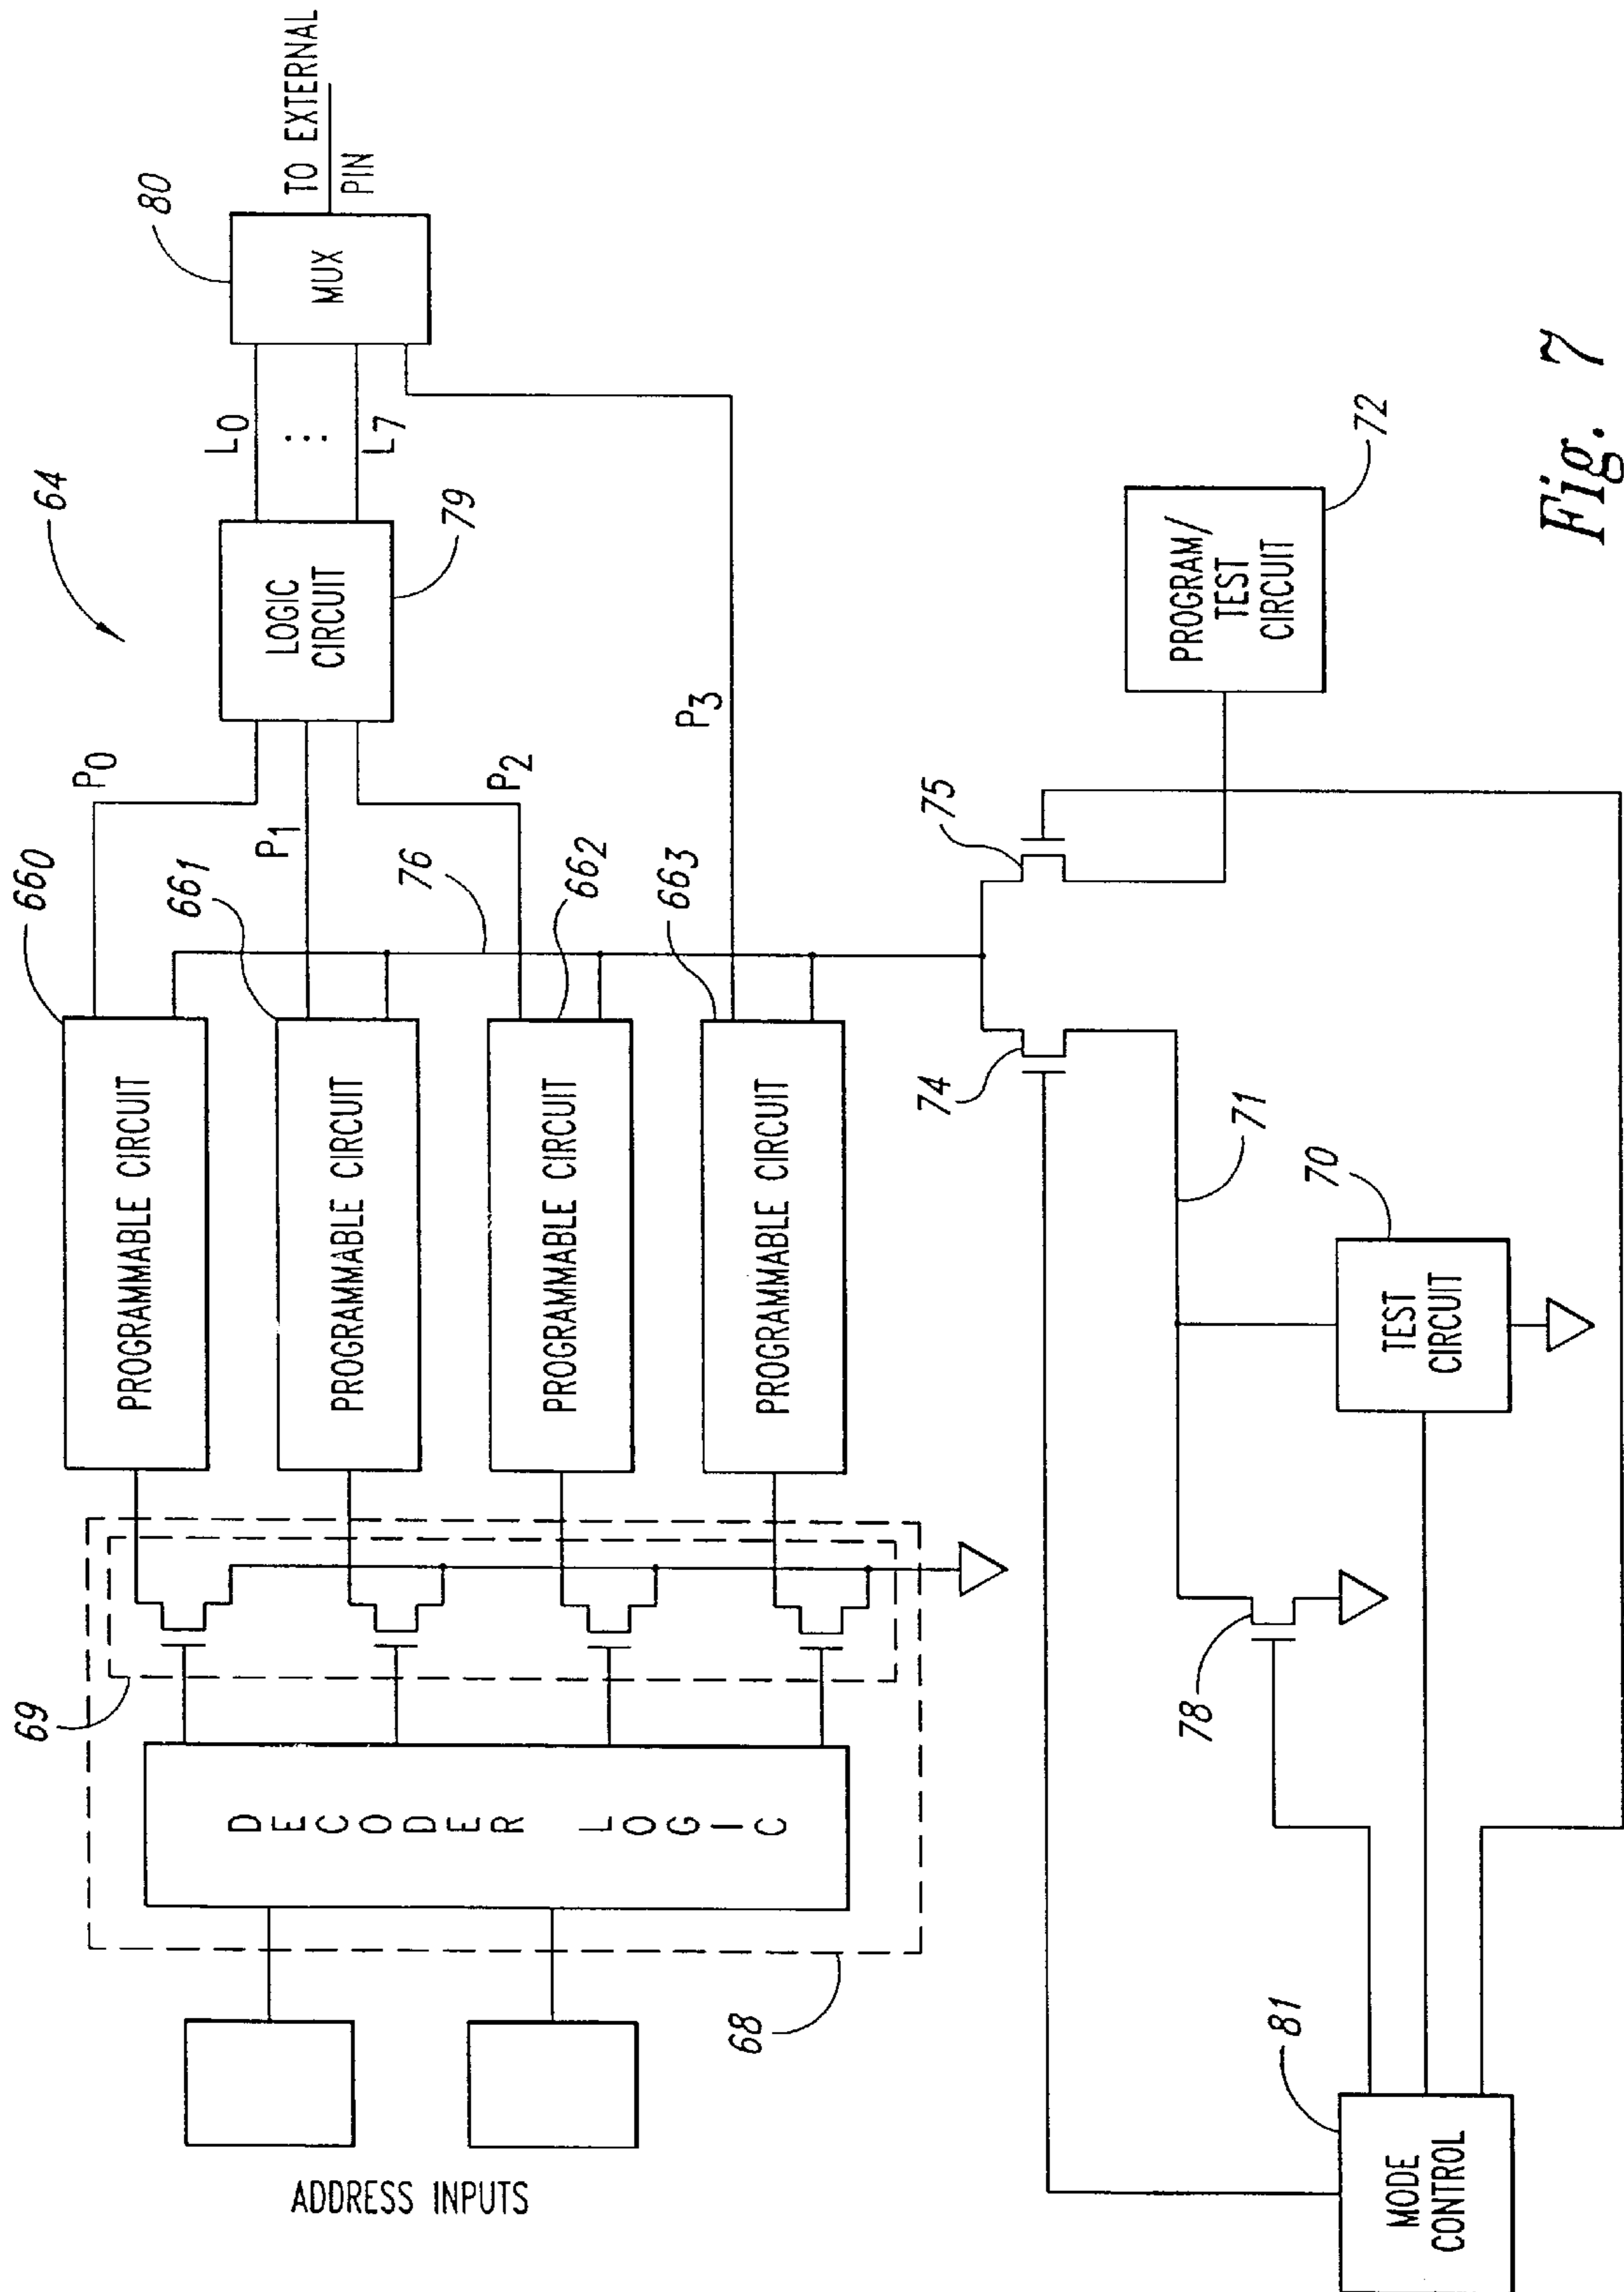 64
66₀
P₀
LOGIC
CIRCUIT
79
L₀
⋮
L₇
MUX
80
TO EXTERNAL
PIN
PROGRAMMABLE CIRCUIT
66₁
P₁
PROGRAMMABLE CIRCUIT
76
P₂
66₂
PROGRAMMABLE CIRCUIT
66₃
P₃
PROGRAMMABLE CIRCUIT
69
DECODER LOGIC
68
ADDRESS INPUTS
74
75
71
PROGRAM/
TEST
CIRCUIT
72
78
70
TEST
CIRCUIT
81
MODE
CONTROL
Fig. 7